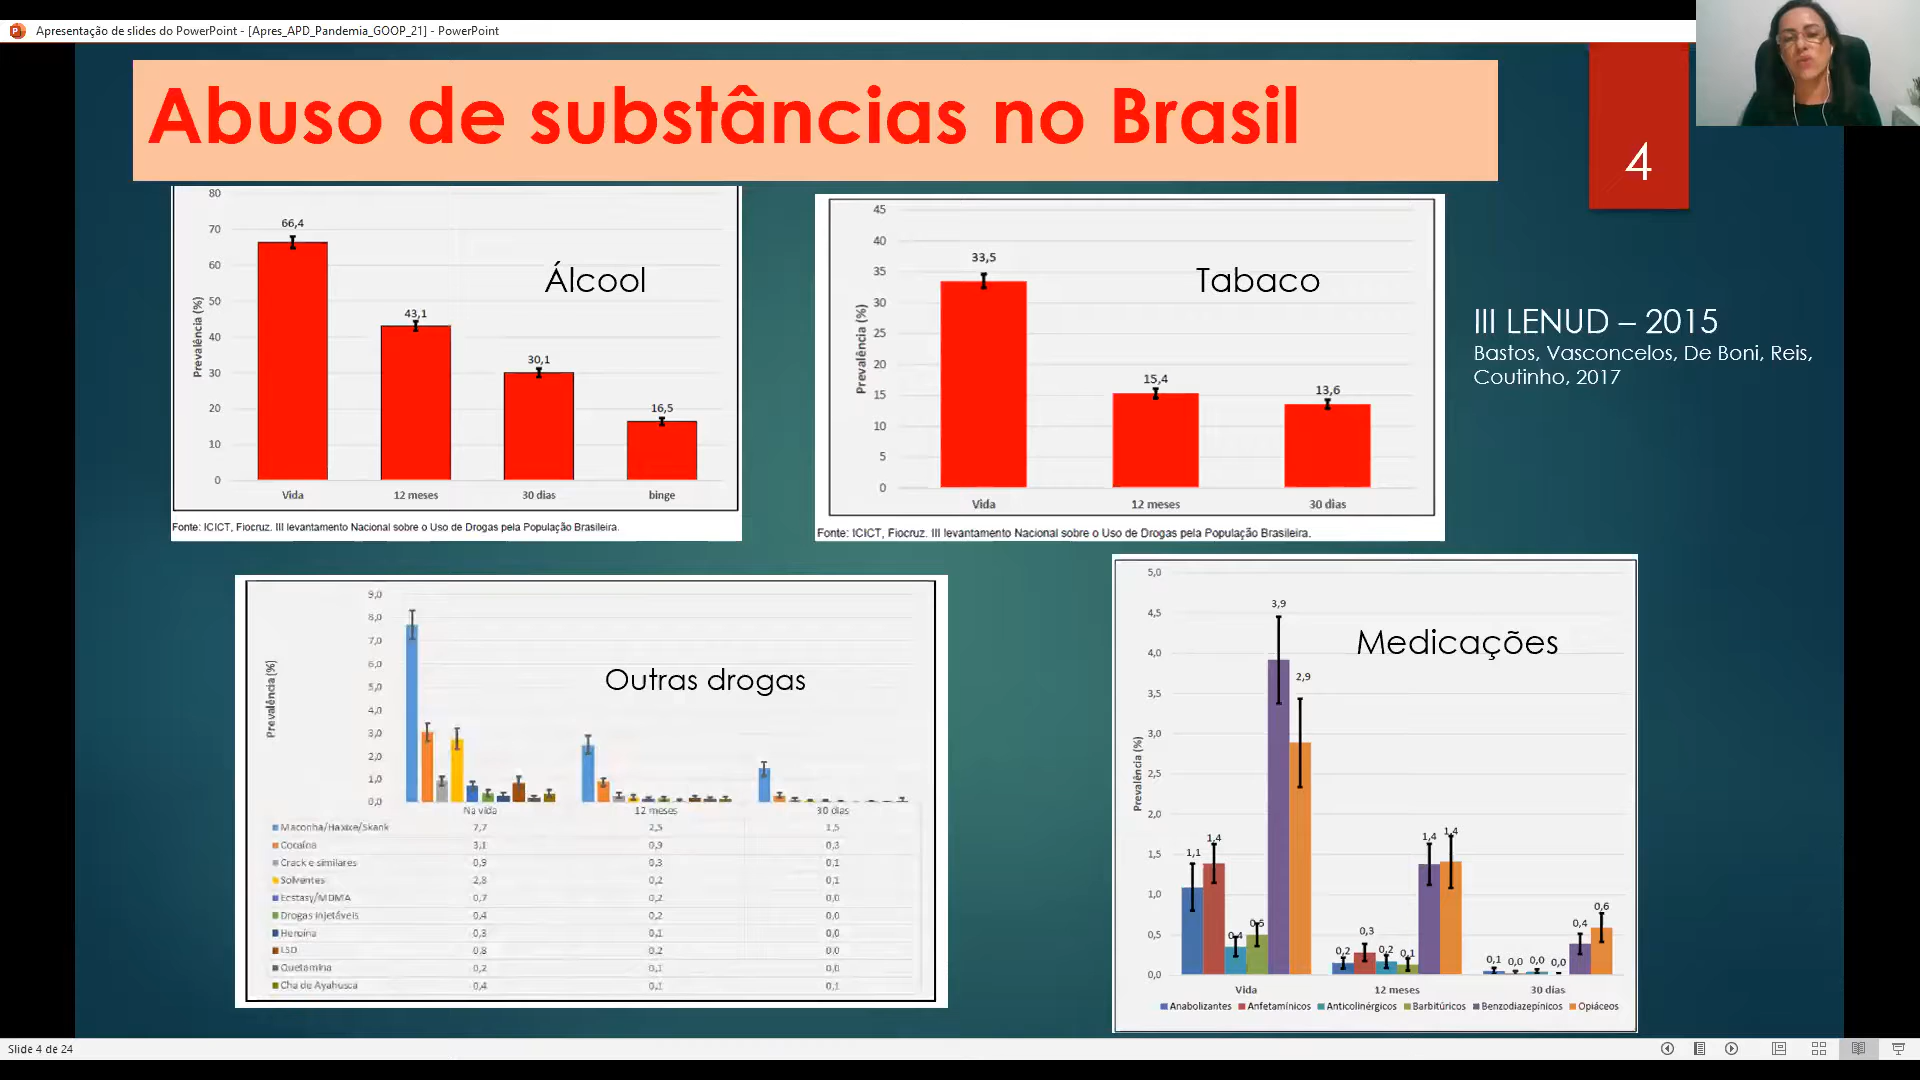 Apresentação de slides do PowerPoint - [Apres_APD_Pandemia_GOOP_21] - PowerPoint
Abuso de substâncias no Brasil
4
80
70
60
50
40
30
20
10
0
Prevalência (%)
66,4
43,1
30,1
16,5
Álcool
Vida 12 meses 30 dias binge
Fonte: ICICT, Fiocruz. III levantamento Nacional sobre o Uso de Drogas pela População Brasileira.
45
40
35
30
25
20
15
10
5
0
Prevalência (%)
33,5
15,4
13,6
Tabaco
Vida 12 meses 30 dias
Fonte: ICICT, Fiocruz. III levantamento Nacional sobre o Uso de Drogas pela População Brasileira.
III LENUD – 2015
Bastos, Vasconcelos, De Boni, Reis,
Coutinho, 2017
9,0
8,0
7,0
6,0
5,0
4,0
3,0
2,0
1,0
0,0
Prevalência (%)
Outras drogas
Na vida 12 meses 30 dias
Maconha/Haxixe/Skank 7,7 2,5 1,5
Cocaína 3,1 0,9 0,3
Crack e similares 0,9 0,3 0,1
Solventes 2,8 0,2 0,1
Ecstasy/MDMA 0,7 0,2 0,0
Drogas injetáveis 0,4 0,2 0,0
Heroína 0,3 0,1 0,0
LSD 0,8 0,2 0,0
Quetamina 0,2 0,1 0,0
Cha de Ayahusca 0,4 0,1 0,1
5,0
4,5
4,0
3,5
3,0
2,5
2,0
1,5
1,0
0,5
0,0
Prevalência (%)
Medicações
1,1 1,4 0,4 0,5 3,9 2,9
0,2 0,3 0,2 0,1 1,4 1,4
0,1 0,0 0,0 0,0 0,4 0,6
Vida 12 meses 30 dias
Anabolizantes Anfetamínicos Anticolinérgicos Barbitúricos Benzodiazepínicos Opiáceos
Slide 4 de 24